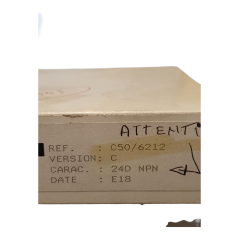 ATTENTI
REF. : C50/6212
VERSION: C
CARAC. : 24D NPN
DATE : E18